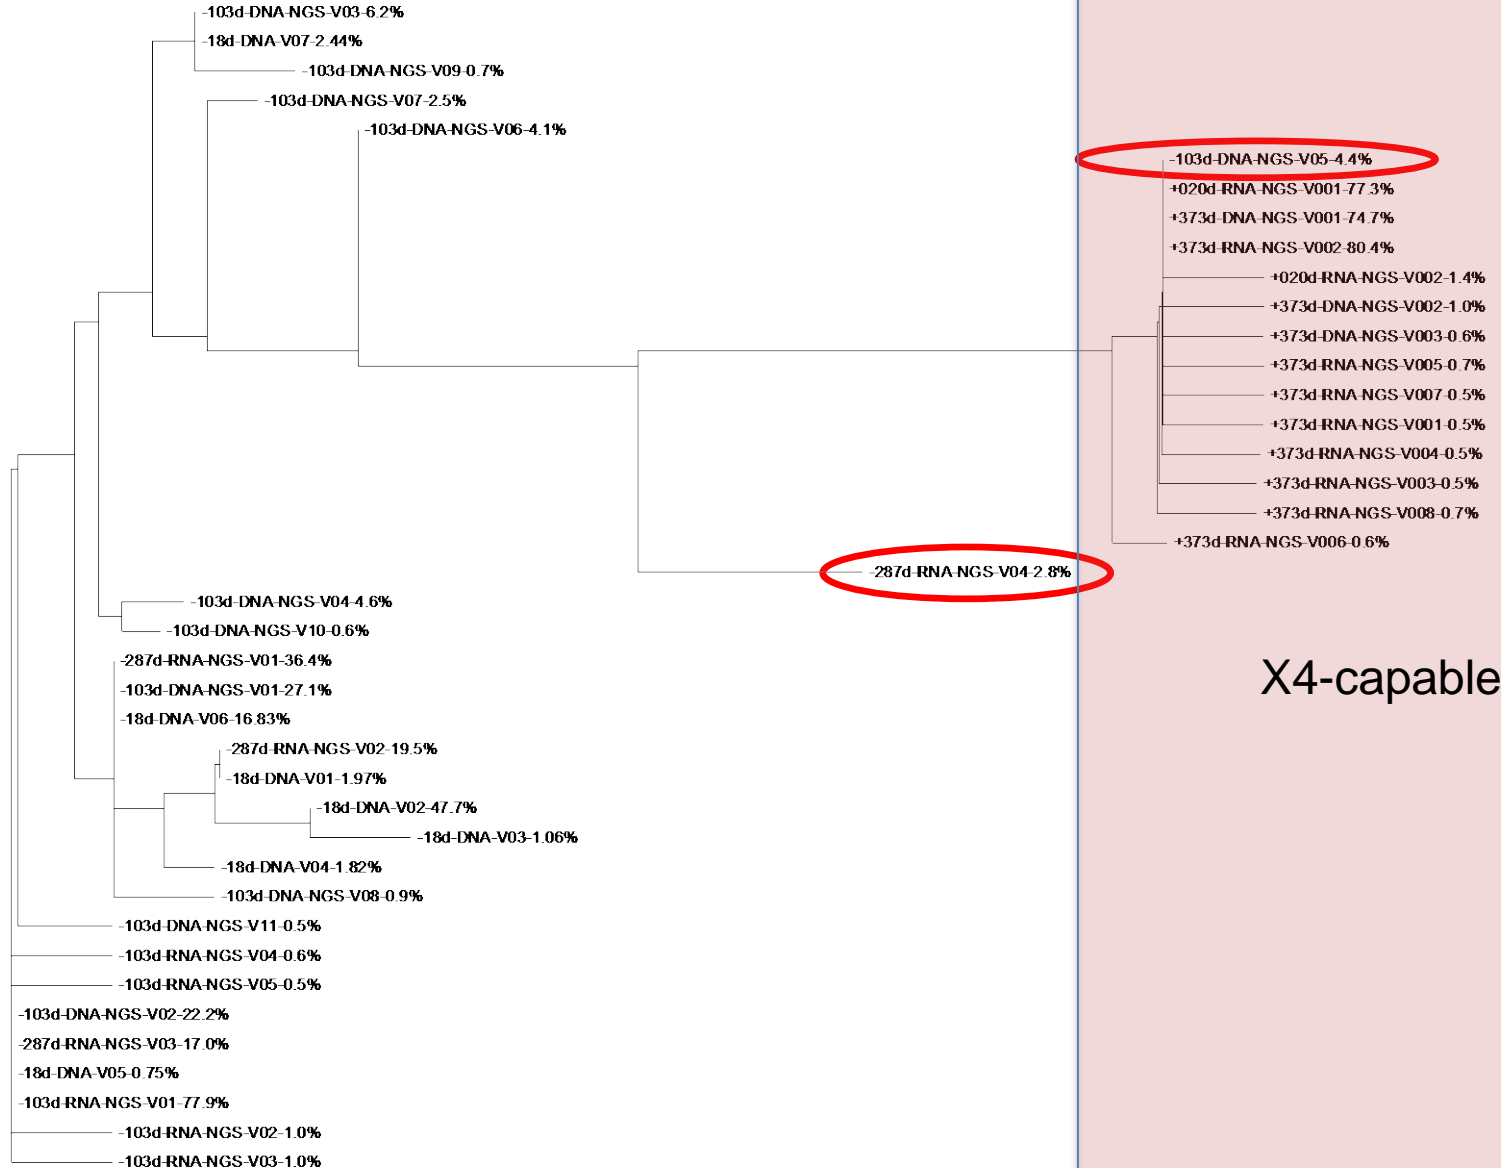 -103d-DNA-NGS-V03-6.2%
-18d-DNA-V07-2.44%
-103d-DNA-NGS-V09-0.7%
-103d-DNA-NGS-V07-2.5%
-103d-DNA-NGS-V06-4.1%
-103d-DNA-NGS-V05-4.4%
+020d-RNA-NGS-V001-77.3%
+373d-DNA-NGS-V001-74.7%
+373d-RNA-NGS-V002-80.4%
+020d-RNA-NGS-V002-1.4%
+373d-DNA-NGS-V002-1.0%
+373d-DNA-NGS-V003-0.6%
+373d-RNA-NGS-V005-0.7%
+373d-RNA-NGS-V007-0.5%
+373d-RNA-NGS-V001-0.5%
+373d-RNA-NGS-V004-0.5%
+373d-RNA-NGS-V003-0.5%
+373d-RNA-NGS-V008-0.7%
+373d-RNA-NGS-V006-0.6%
-287d-RNA-NGS-V04-2.8%
-103d-DNA-NGS-V04-4.6%
-103d-DNA-NGS-V10-0.6%
-287d-RNA-NGS-V01-36.4%
-103d-DNA-NGS-V01-27.1%
X4-capable
-18d-DNA-V06-16.83%
-287d-RNA-NGS-V02-19.5%
-18d-DNA-V01-1.97%
-18d-DNA-V02-47.7%
-18d-DNA-V03-1.06%
-18d-DNA-V04-1.82%
-103d-DNA-NGS-V08-0.9%
-103d-DNA-NGS-V11-0.5%
-103d-RNA-NGS-V04-0.6%
-103d-RNA-NGS-V05-0.5%
-103d-DNA-NGS-V02-22.2%
-287d-RNA-NGS-V03-17.0%
-18d-DNA-V05-0.75%
-103d-RNA-NGS-V01-77.9%
-103d-RNA-NGS-V02-1.0%
-103d-RNA-NGS-V03-1.0%